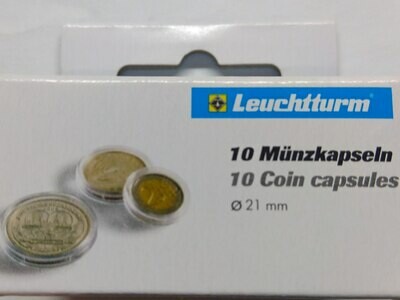 Leuchtturm
10 Münzkapseln
10 Coin capsules
Ø 21 mm